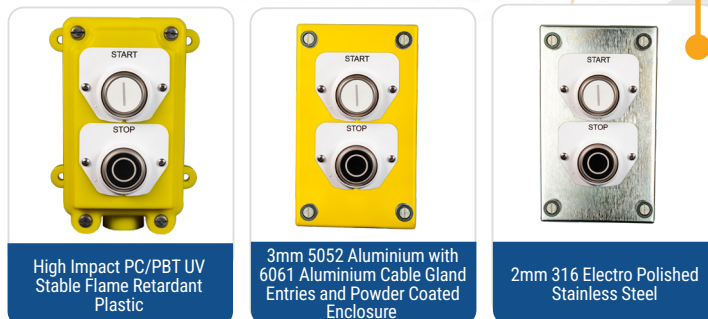 START
STOP
High Impact PC/PBT UV
Stable Flame Retardant
Plastic
START
STOP
3mm 5052 Aluminium with
6061 Aluminium Cable Gland
Entries and Powder Coated
Enclosure
START
STOP
2mm 316 Electro Polished
Stainless Steel